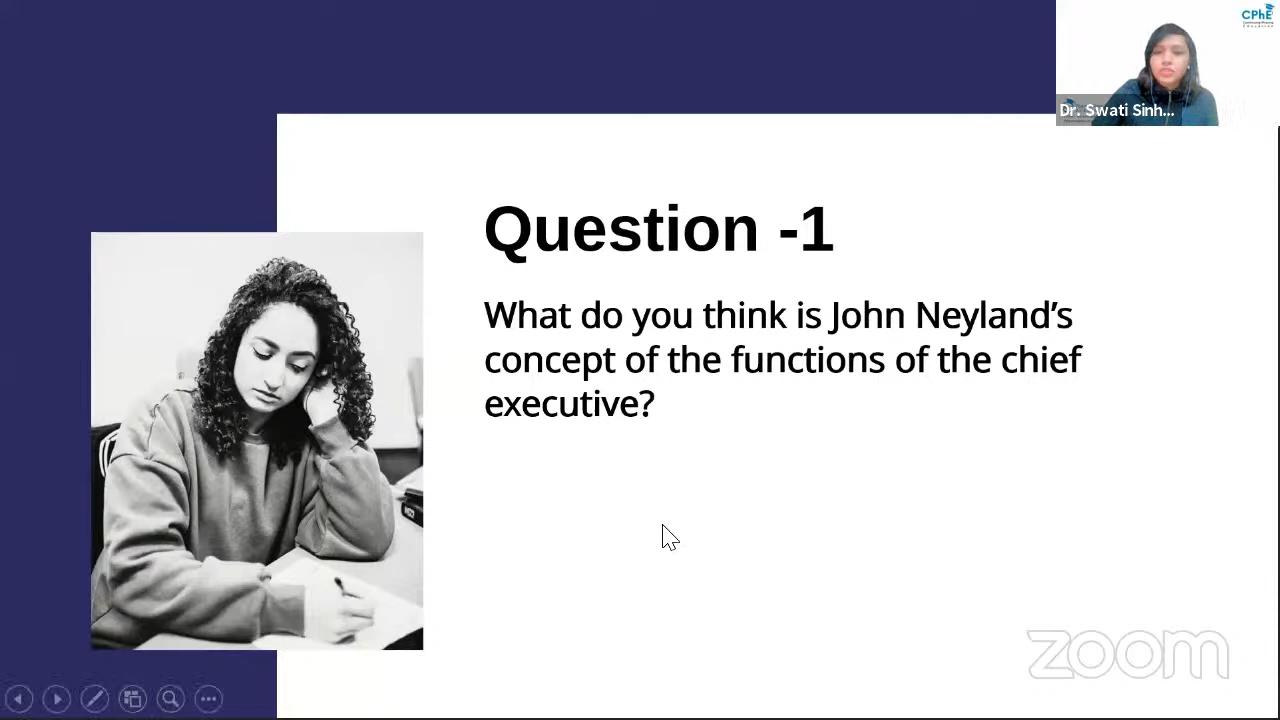 CPhE
Dr. Swati Sinh...
Question -1
What do you think is John Neyland’s
concept of the functions of the chief
executive?
zoom